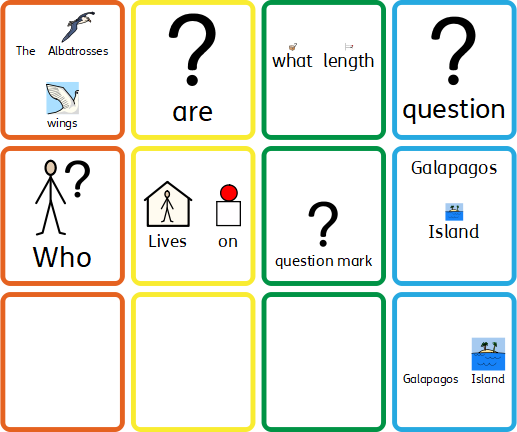 The Albatrosses
wings
are
what length
question
Who
Lives on
question mark
Galapagos
Island
Galapagos Island